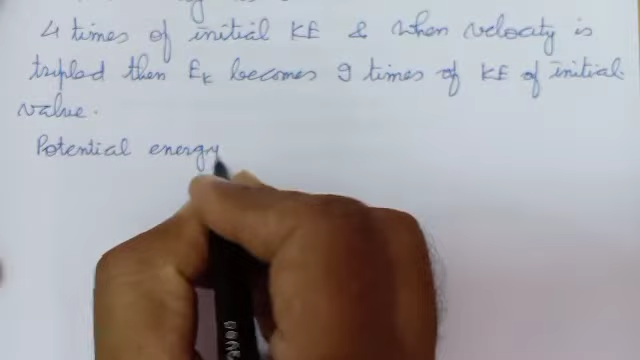 4 times of initial KE & when velocity is
tripled then Ek becomes 9 times of KE of initial
value.
Potential energy